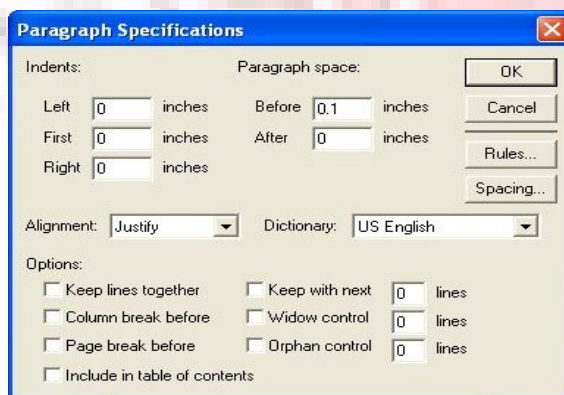 Paragraph Specifications
Indents: Paragraph space: OK
Left 0 inches Before 0.1 inches Cancel
First 0 inches After 0 inches
Right 0 inches Rules...
Spacing...
Alignment: Justify Dictionary: US English
Options:
Keep lines together Keep with next 0 lines
Column break before Widow control 0 lines
Page break before Orphan control 0 lines
Include in table of contents